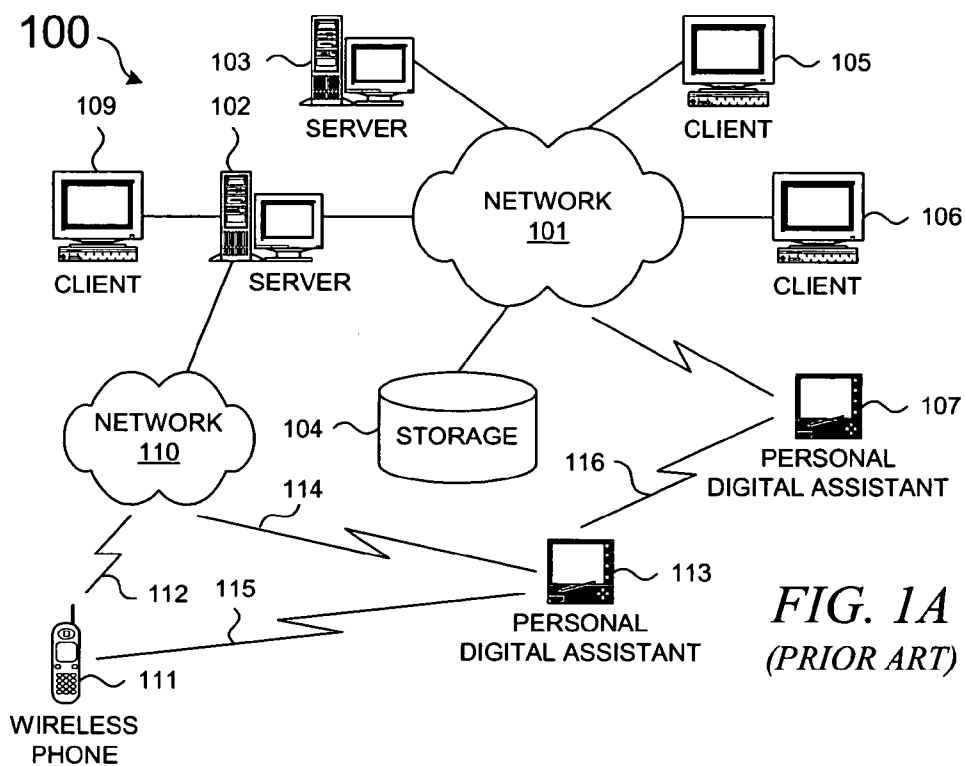 100
103
SERVER
105
CLIENT
109
102
CLIENT
SERVER
NETWORK
101
106
CLIENT
NETWORK
110
104
STORAGE
107
PERSONAL
DIGITAL ASSISTANT
116
114
112
115
113
PERSONAL
DIGITAL ASSISTANT
111
WIRELESS
PHONE
FIG. 1A
(PRIOR ART)